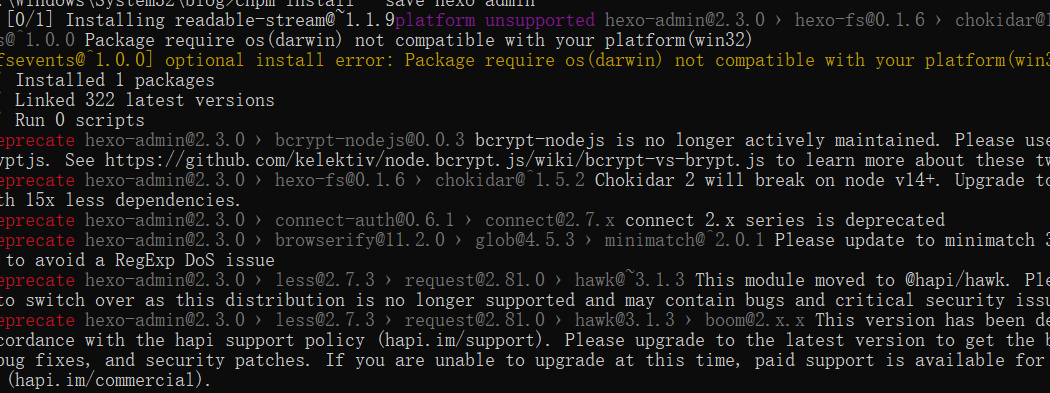 :\Windows\System32\blog>cnpm install --save hexo-admin
[0/1] Installing readable-stream@~1.1.9platform unsupported hexo-admin@2.3.0 › hexo-fs@0.1.6 › chokidar@1
s@^1.0.0 Package require os(darwin) not compatible with your platform(win32)
fsevents@^1.0.0] optional install error: Package require os(darwin) not compatible with your platform(win3
Installed 1 packages
Linked 322 latest versions
Run 0 scripts
eprecate hexo-admin@2.3.0 › bcrypt-nodejs@0.0.3 bcrypt-nodejs is no longer actively maintained. Please use
yptjs. See https://github.com/kelektiv/node.bcrypt.js/wiki/bcrypt-vs-brypt.js to learn more about these tw
eprecate hexo-admin@2.3.0 › hexo-fs@0.1.6 › chokidar@^1.5.2 Chokidar 2 will break on node v14+. Upgrade to
th 15x less dependencies.
eprecate hexo-admin@2.3.0 › connect-auth@0.6.1 › connect@2.7.x connect 2.x series is deprecated
eprecate hexo-admin@2.3.0 › browserify@11.2.0 › glob@4.5.3 › minimatch@^2.0.1 Please update to minimatch 3
to avoid a RegExp DoS issue
eprecate hexo-admin@2.3.0 › less@2.7.3 › request@2.81.0 › hawk@~3.1.3 This module moved to @hapi/hawk. Ple
to switch over as this distribution is no longer supported and may contain bugs and critical security issu
eprecate hexo-admin@2.3.0 › less@2.7.3 › request@2.81.0 › hawk@3.1.3 › boom@2.x.x This version has been de
cordance with the hapi support policy (hapi.im/support). Please upgrade to the latest version to get the b
bug fixes, and security patches. If you are unable to upgrade at this time, paid support is available for
(hapi.im/commercial).